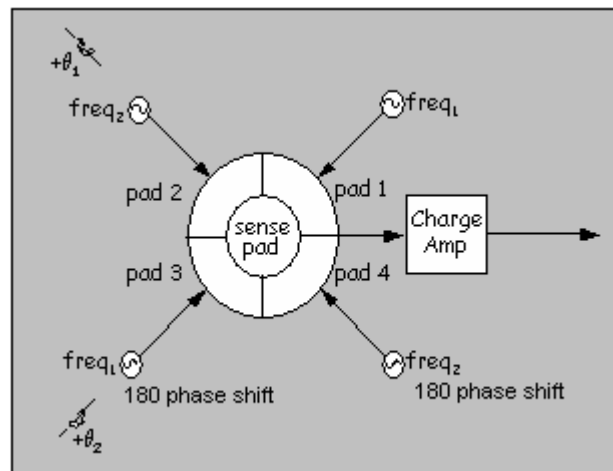 +θ₁
freq₂
freq₁
pad 2
pad 1
sense
pad
Charge
Amp
pad 3
pad 4
freq₁
freq₂
180 phase shift
180 phase shift
+θ₂